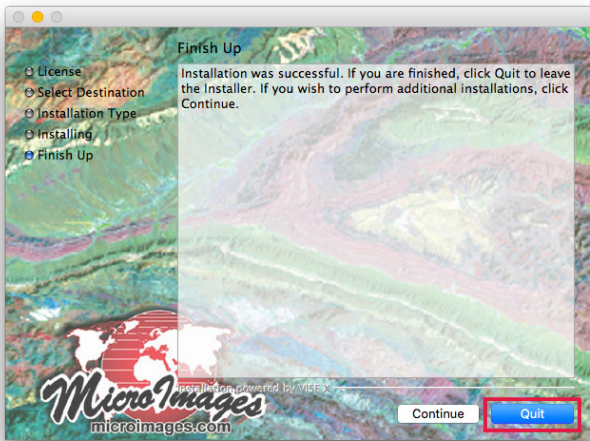 Finish Up
License
Select Destination
Installation Type
Installing
Finish Up
Installation was successful. If you are finished, click Quit to leave
the Installer. If you wish to perform additional installations, click
Continue.
Installation powered by VISE X
MicroImages
microimages.com
Continue
Quit